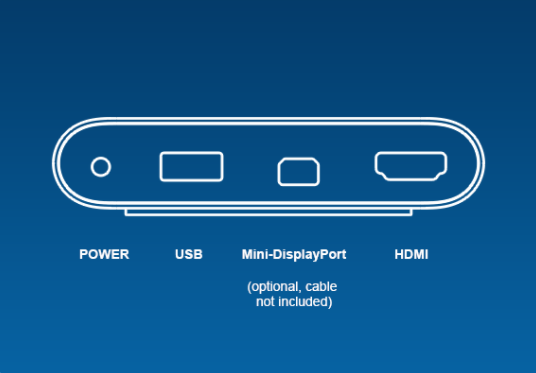 POWER USB Mini-DisplayPort HDMI
(optional, cable
not included)